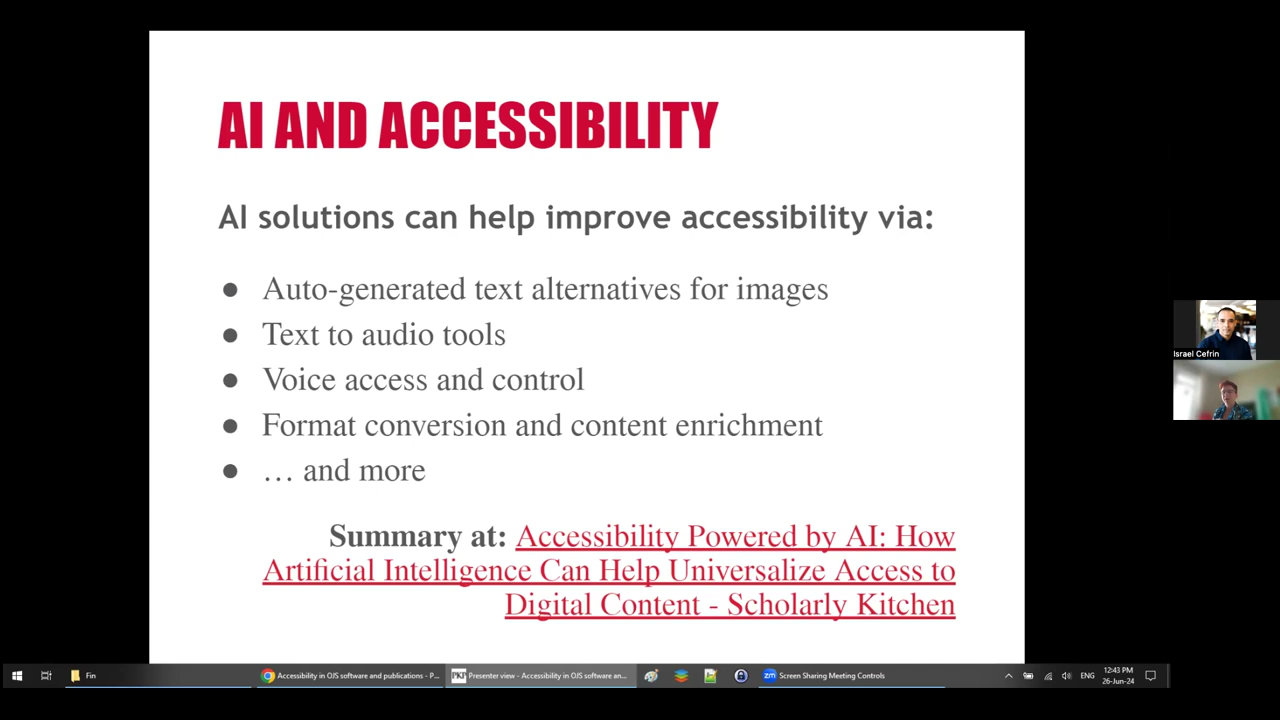 AI AND ACCESSIBILITY
AI solutions can help improve accessibility via:
● Auto-generated text alternatives for images
● Text to audio tools
● Voice access and control
● Format conversion and content enrichment
● … and more
Summary at: Accessibility Powered by AI: How
Artificial Intelligence Can Help Universalize Access to
Digital Content - Scholarly Kitchen
Israel Cefrin
Fin
Accessibility in OJS software and publications - P...
PKP
Presenter view - Accessibility in OJS software an...
zm
Screen Sharing Meeting Controls
ENG
12:43 PM
26-Jun-24